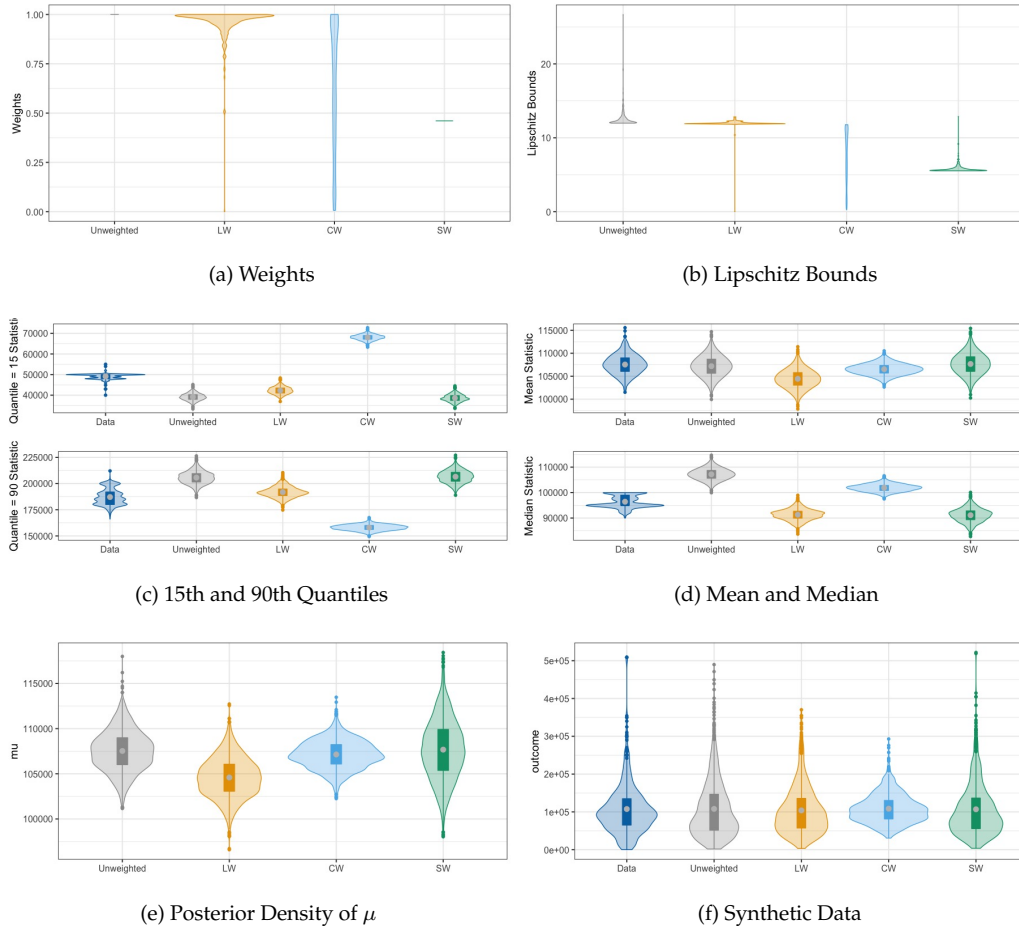 Weights
1.00
0.75
0.50
0.25
0.00
Unweighted LW CW SW
(a) Weights
Lipschitz Bounds
20
10
0
Unweighted LW CW SW
(b) Lipschitz Bounds
Quantile = 15 Statistic
70000
60000
50000
40000
Data Unweighted LW CW SW
Quantile = 90 Statistic
225000
200000
175000
150000
Data Unweighted LW CW SW
(c) 15th and 90th Quantiles
Mean Statistic
115000
110000
105000
100000
Data Unweighted LW CW SW
Median Statistic
110000
100000
90000
Data Unweighted LW CW SW
(d) Mean and Median
mu
115000
110000
105000
100000
Unweighted LW CW SW
(e) Posterior Density of μ
outcome
5e+05
4e+05
3e+05
2e+05
1e+05
0e+00
Data Unweighted LW CW SW
(f) Synthetic Data